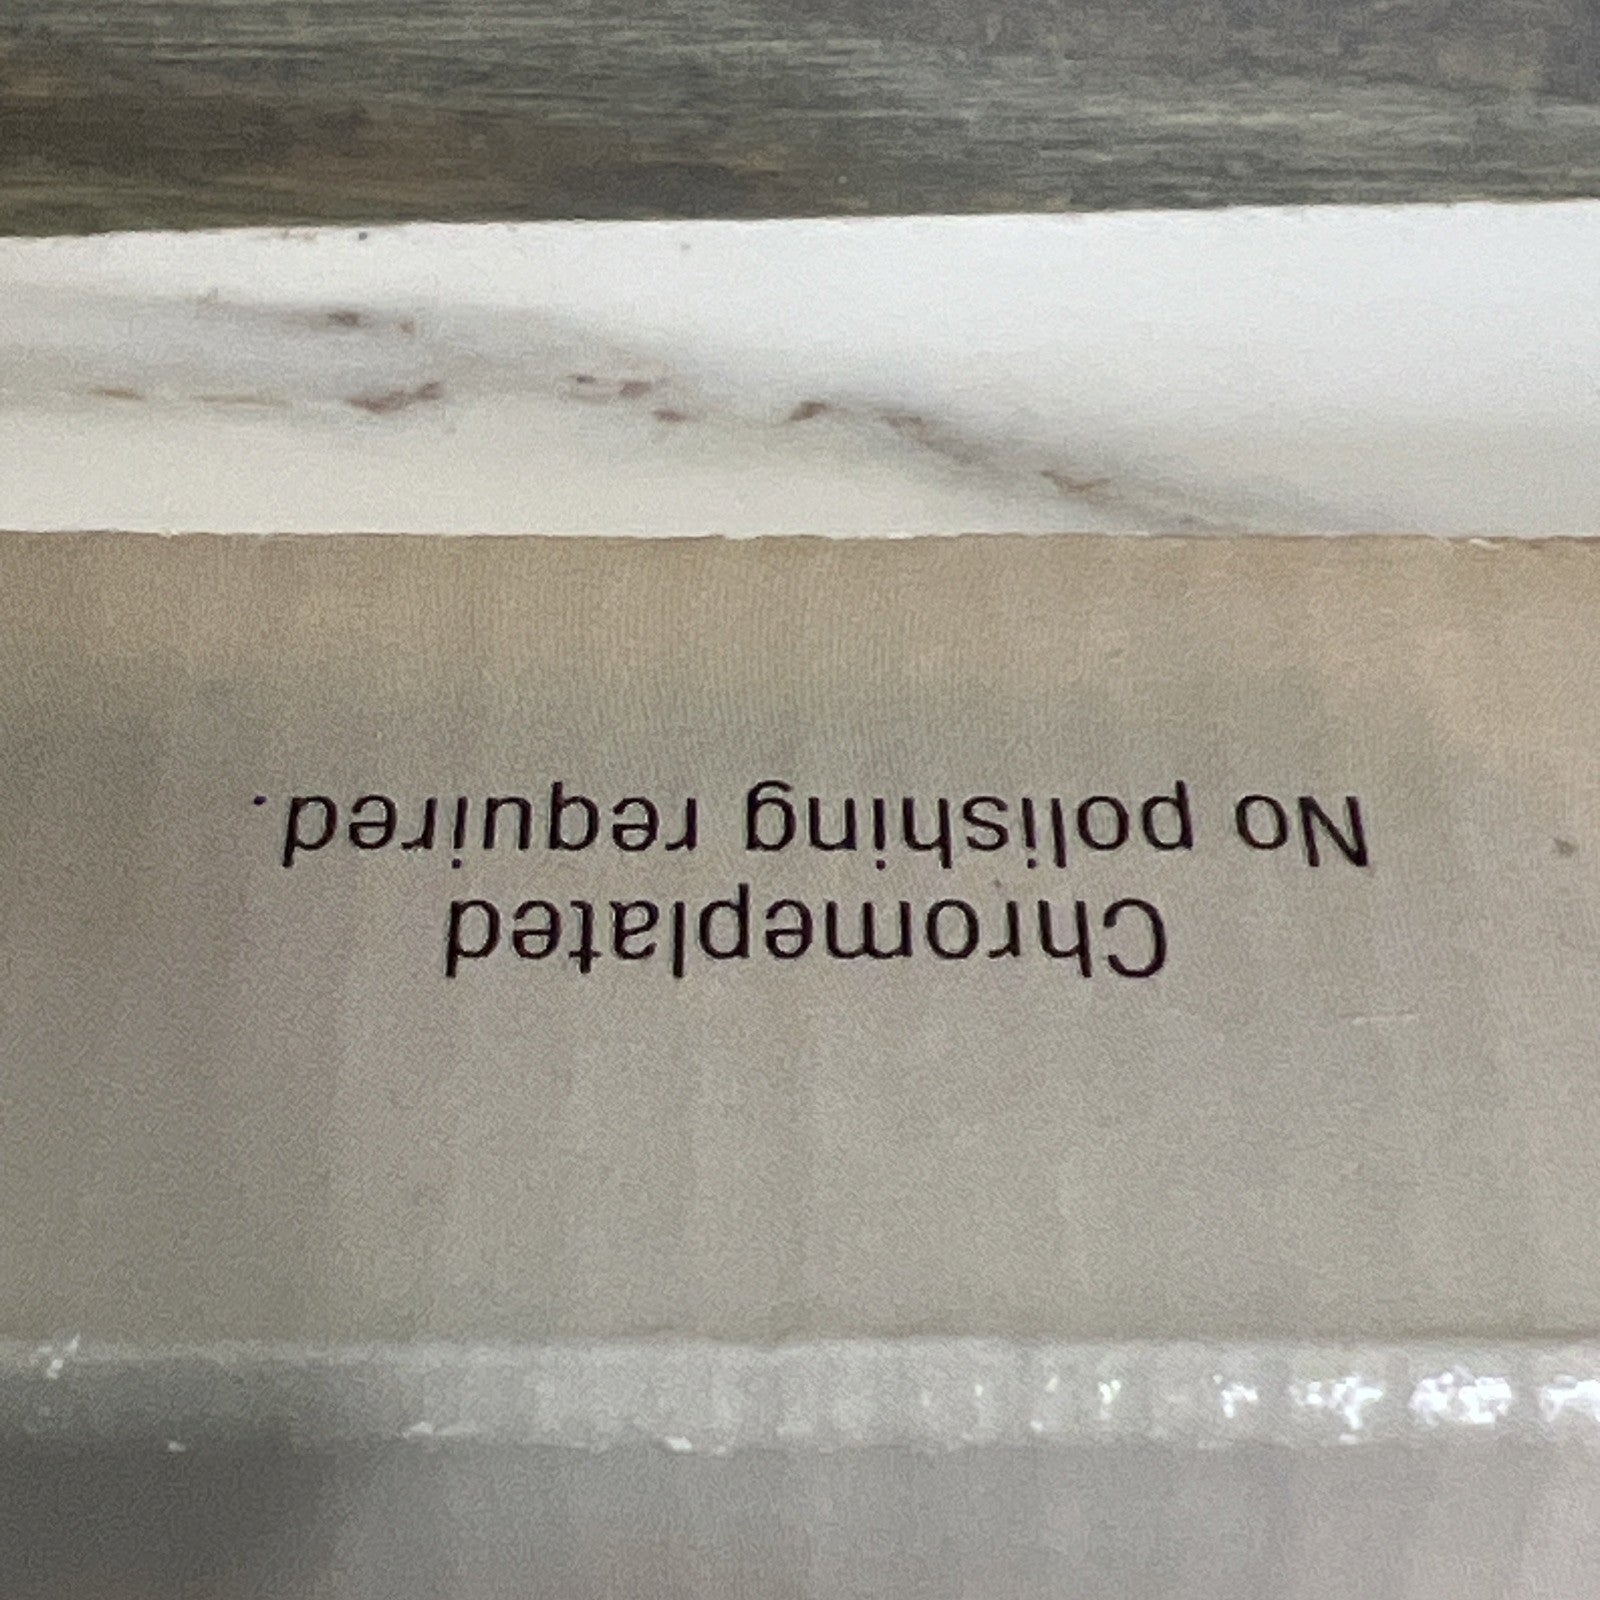 Chromeplated
No polishing required.